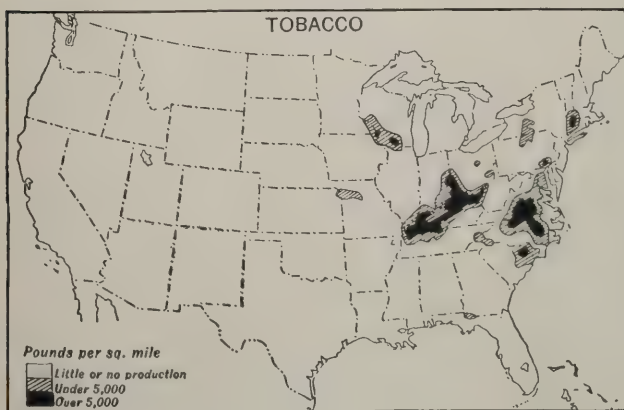 TOBACCO
Pounds per sq. mile
Little or no production
Under 5,000
Over 5,000